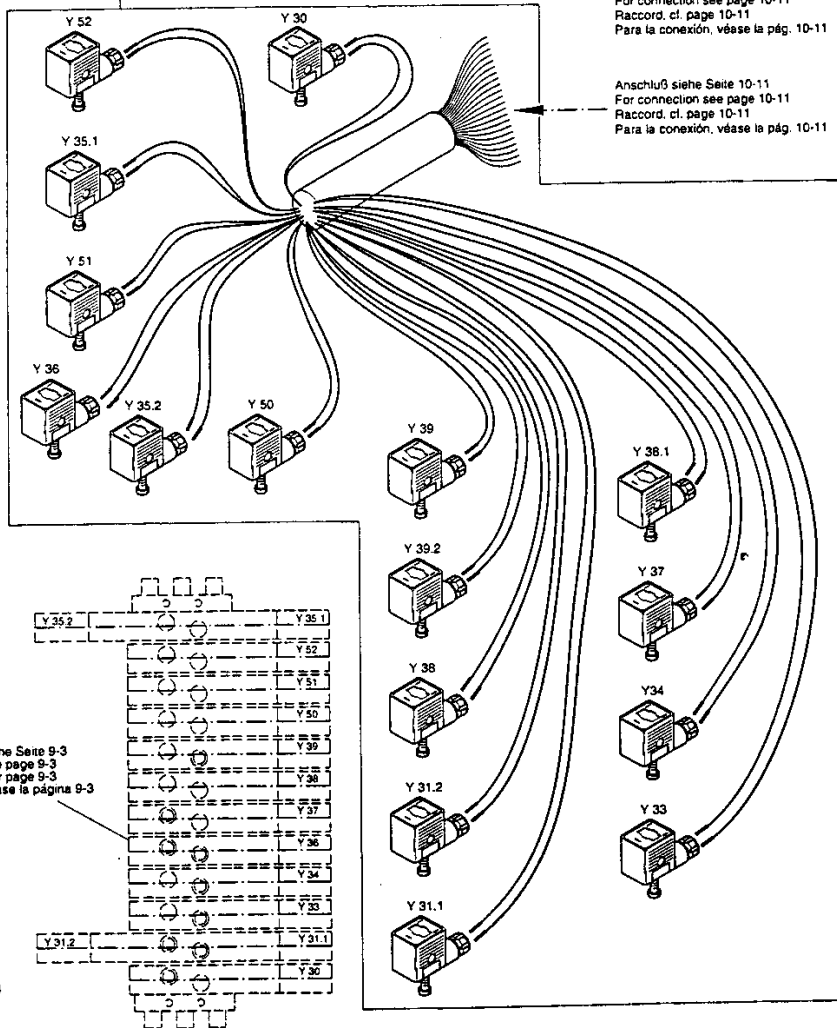 For connection see page 10-11
Raccord, cf. page 10-11
Para la conexión, véase la pág. 10-11
Anschluß siehe Seite 10-11
For connection see page 10-11
Raccord, cf. page 10-11
Para la conexión, véase la pág. 10-11
Y 52
Y 30
Y 35.1
Y 51
Y 36
Y 35.2
Y 50
Y 39
Y 38.1
Y 39.2
Y 37
Y 38
Y34
Y 31.2
Y 33
Y 31.1
Y 35.2
Y 35.1
Y 52
Y 51
Y 50
Y 39
Y 38
Y 37
Y 36
Y 34
Y 33
Y 31.2
Y 31.1
Y 30
he Seite 9-3
page 9-3
page 9-3
se la página 9-3